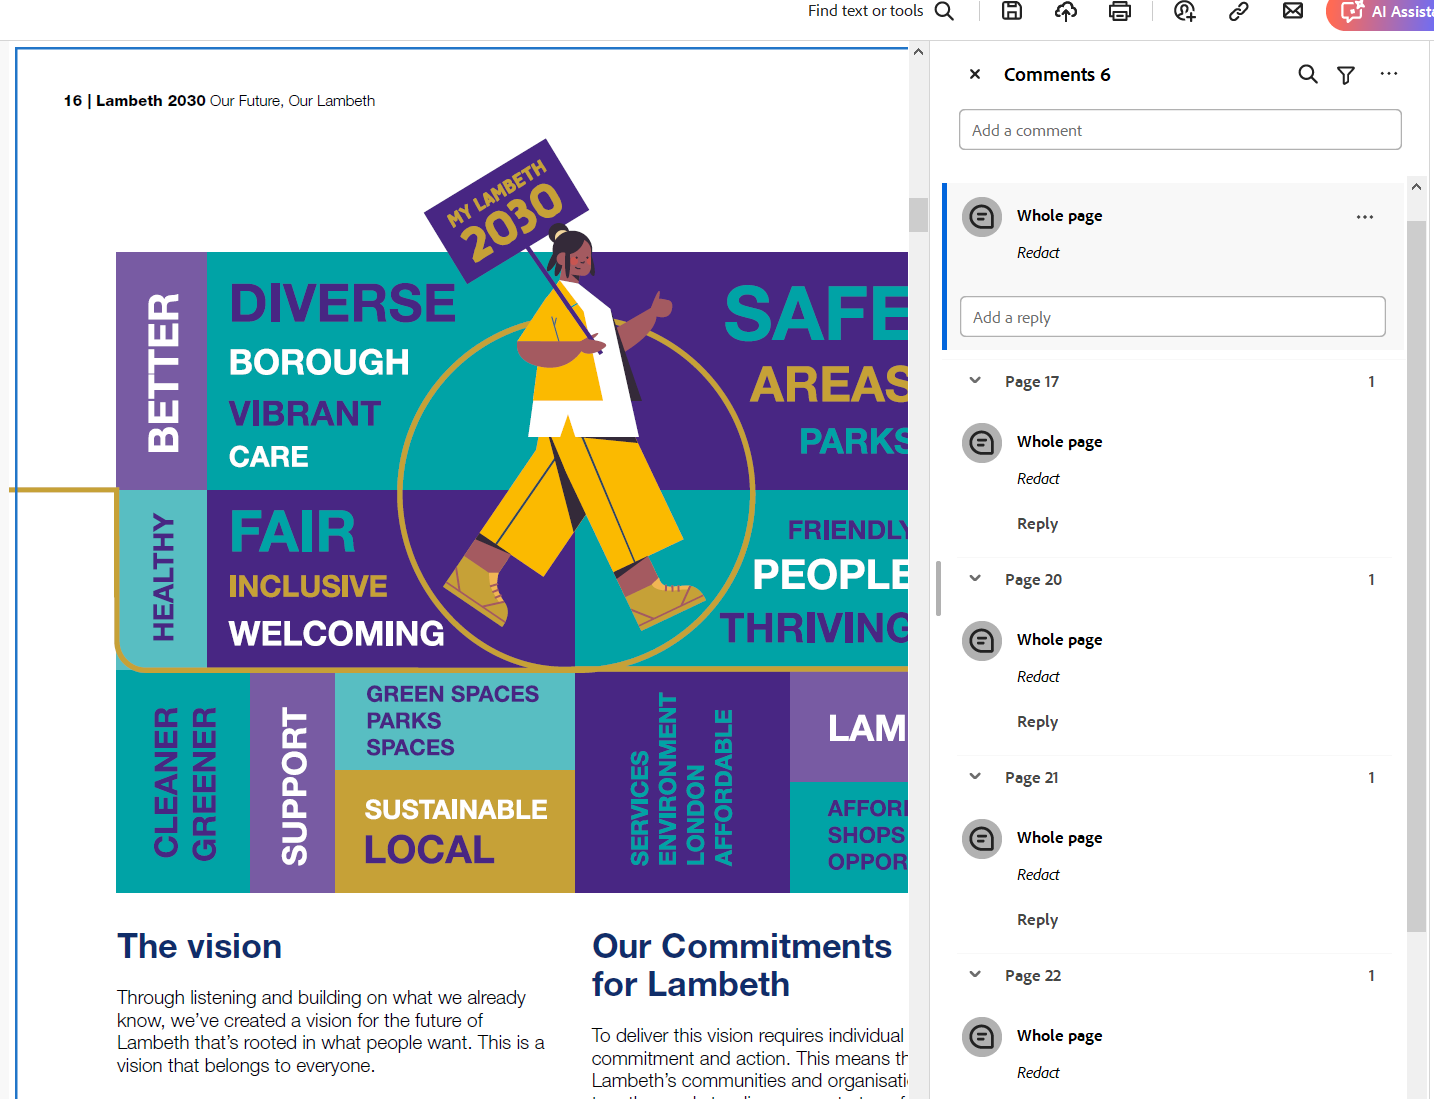 Find text or tools
AI Assist
16 | Lambeth 2030 Our Future, Our Lambeth
MY LAMBETH
2030
BETTER
DIVERSE
BOROUGH
VIBRANT
CARE
SAFE
AREAS
PARKS
HEALTHY
FAIR
INCLUSIVE
WELCOMING
FRIENDLY
PEOPLE
THRIVING
CLEANER
GREENER
SUPPORT
GREEN SPACES
PARKS
SPACES
SUSTAINABLE
LOCAL
SERVICES
ENVIRONMENT
LONDON
AFFORDABLE
LAM
AFFOR
SHOPS
OPPOR
The vision
Through listening and building on what we already
know, we've created a vision for the future of
Lambeth that's rooted in what people want. This is a
vision that belongs to everyone.
Our Commitments
for Lambeth
To deliver this vision requires individual
commitment and action. This means th
Lambeth's communities and organisati
Comments 6
Add a comment
Whole page
Redact
Add a reply
Page 17 1
Whole page
Redact
Reply
Page 20 1
Whole page
Redact
Reply
Page 21 1
Whole page
Redact
Reply
Page 22 1
Whole page
Redact